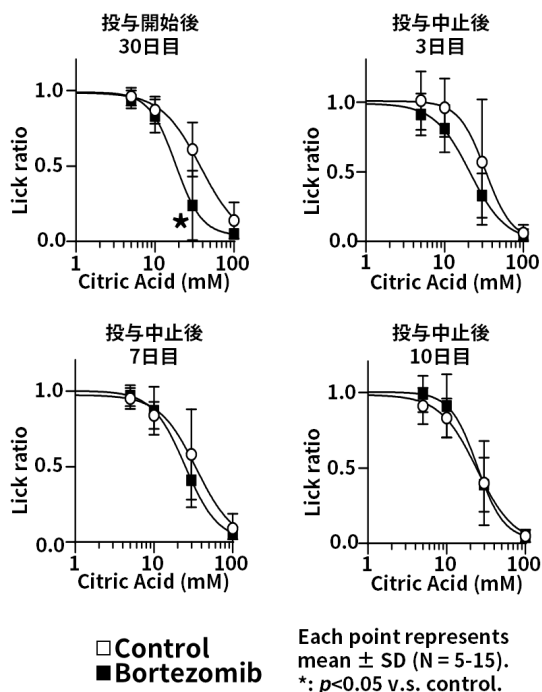 投与開始後
30日目
1.0
0.5
0.0
Lick ratio
★
1 10 100
Citric Acid (mM)
投与中止後
3日目
1.0
0.5
0.0
Lick ratio
1 10 100
Citric Acid (mM)
投与中止後
7日目
1.0
0.5
0.0
Lick ratio
1 10 100
Citric Acid (mM)
投与中止後
10日目
1.0
0.5
0.0
Lick ratio
1 10 100
Citric Acid (mM)
Control
Bortezomib
Each point represents
mean ± SD (N = 5-15).
*: p<0.05 v.s. control.